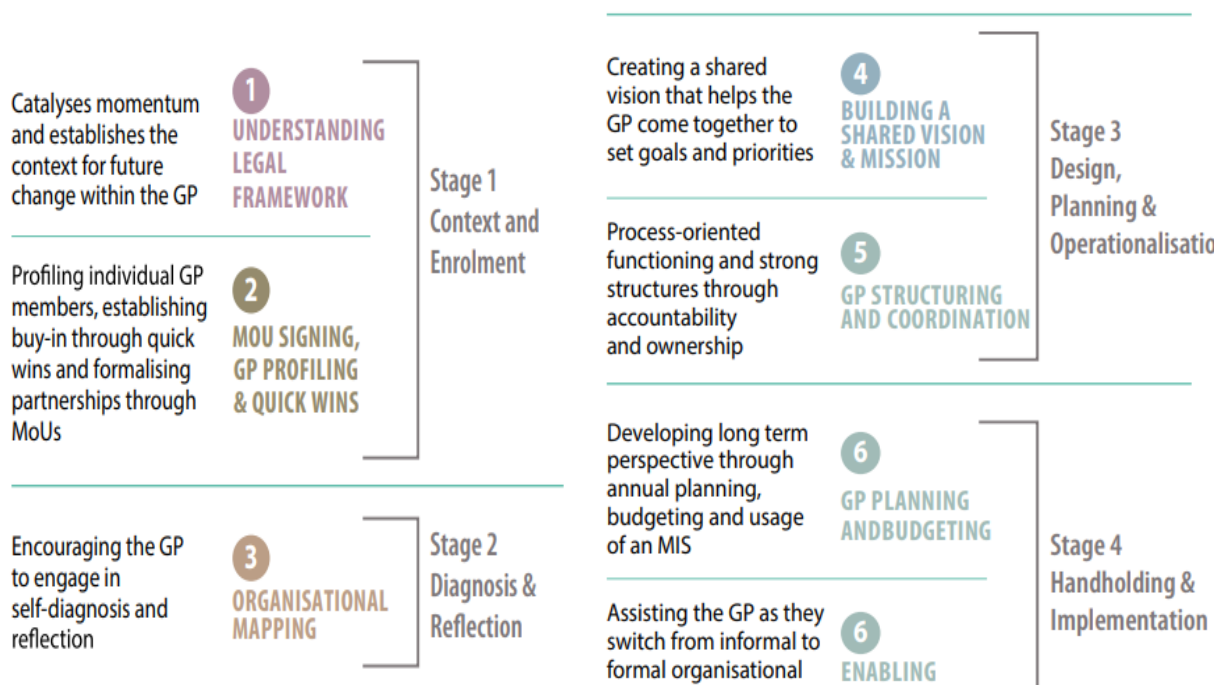 Catalyses momentum
and establishes the
context for future
change within the GP
1
UNDERSTANDING
LEGAL
FRAMEWORK
Profiling individual GP
members, establishing
buy-in through quick
wins and formalising
partnerships through
MoUs
2
MOU SIGNING,
GP PROFILING
& QUICK WINS
Stage 1
Context and
Enrolment
Encouraging the GP
to engage in
self-diagnosis and
reflection
3
ORGANISATIONAL
MAPPING
Stage 2
Diagnosis &
Reflection
Creating a shared
vision that helps the
GP come together to
set goals and priorities
4
BUILDING A
SHARED VISION
& MISSION
Process-oriented
functioning and strong
structures through
accountability
and ownership
5
GP STRUCTURING
AND COORDINATION
Stage 3
Design,
Planning &
Operationalisatio
Developing long term
perspective through
annual planning,
budgeting and usage
of an MIS
6
GP PLANNING
ANDBUDGETING
Assisting the GP as they
switch from informal to
formal organisational
6
ENABLING
Stage 4
Handholding &
Implementation